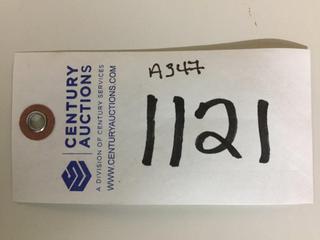 A347
1121
CENTURY
AUCTIONS
A DIVISION OF CENTURY SERVICES
WWW.CENTURYAUCTIONS.COM